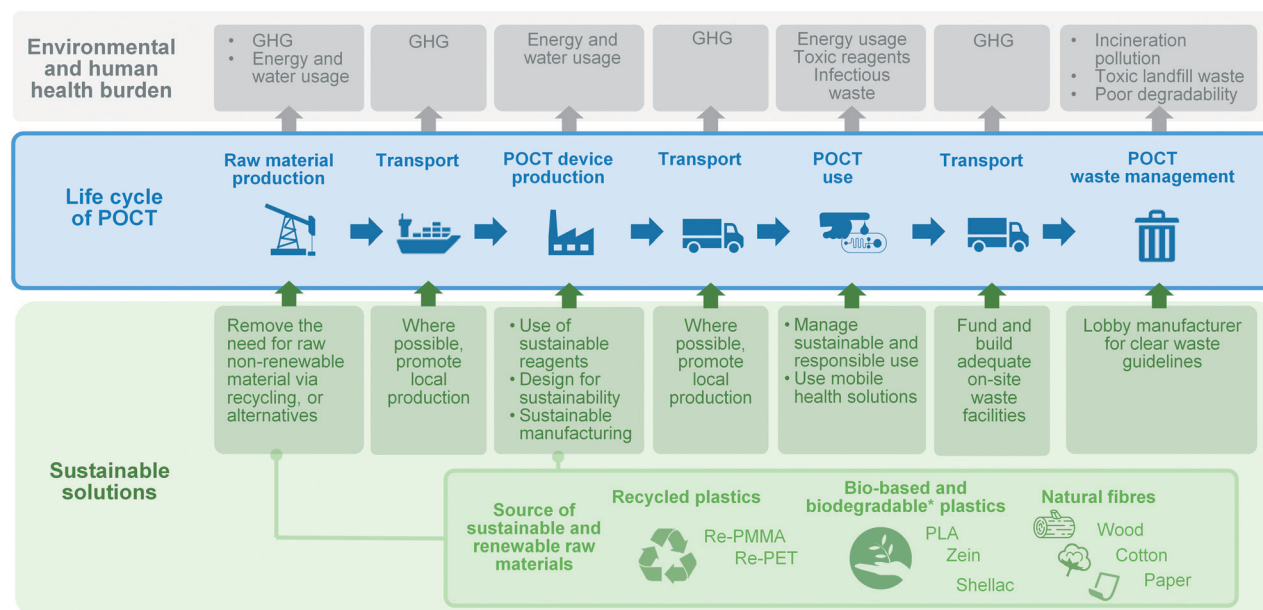 Environmental
and human
health burden
• GHG
• Energy and
water usage
GHG
Energy and
water usage
GHG
Energy usage
Toxic reagents
Infectious
waste
GHG
• Incineration
pollution
• Toxic landfill waste
• Poor degradability
Life cycle
of POCT
Raw material
production
Transport
POCT device
production
Transport
POCT
use
Transport
POCT
waste management
Sustainable
solutions
Remove the
need for raw
non-renewable
material via
recycling, or
alternatives
Where
possible,
promote
local
production
• Use of
sustainable
reagents
• Design for
sustainability
• Sustainable
manufacturing
Where
possible,
promote
local
production
• Manage
sustainable and
responsible use
• Use mobile
health solutions
Fund and
build
adequate
on-site
waste
facilities
Lobby manufacturer
for clear waste
guidelines
Source of
sustainable and
renewable raw
materials
Recycled plastics
Re-PMMA
Re-PET
Bio-based and
biodegradable* plastics
PLA
Zein
Shellac
Natural fibres
Wood
Cotton
Paper